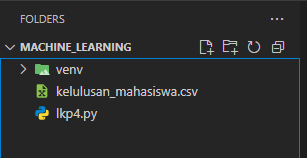 FOLDERS
MACHINE_LEARNING
venv
kelulusan_mahasiswa.csv
lkp4.py